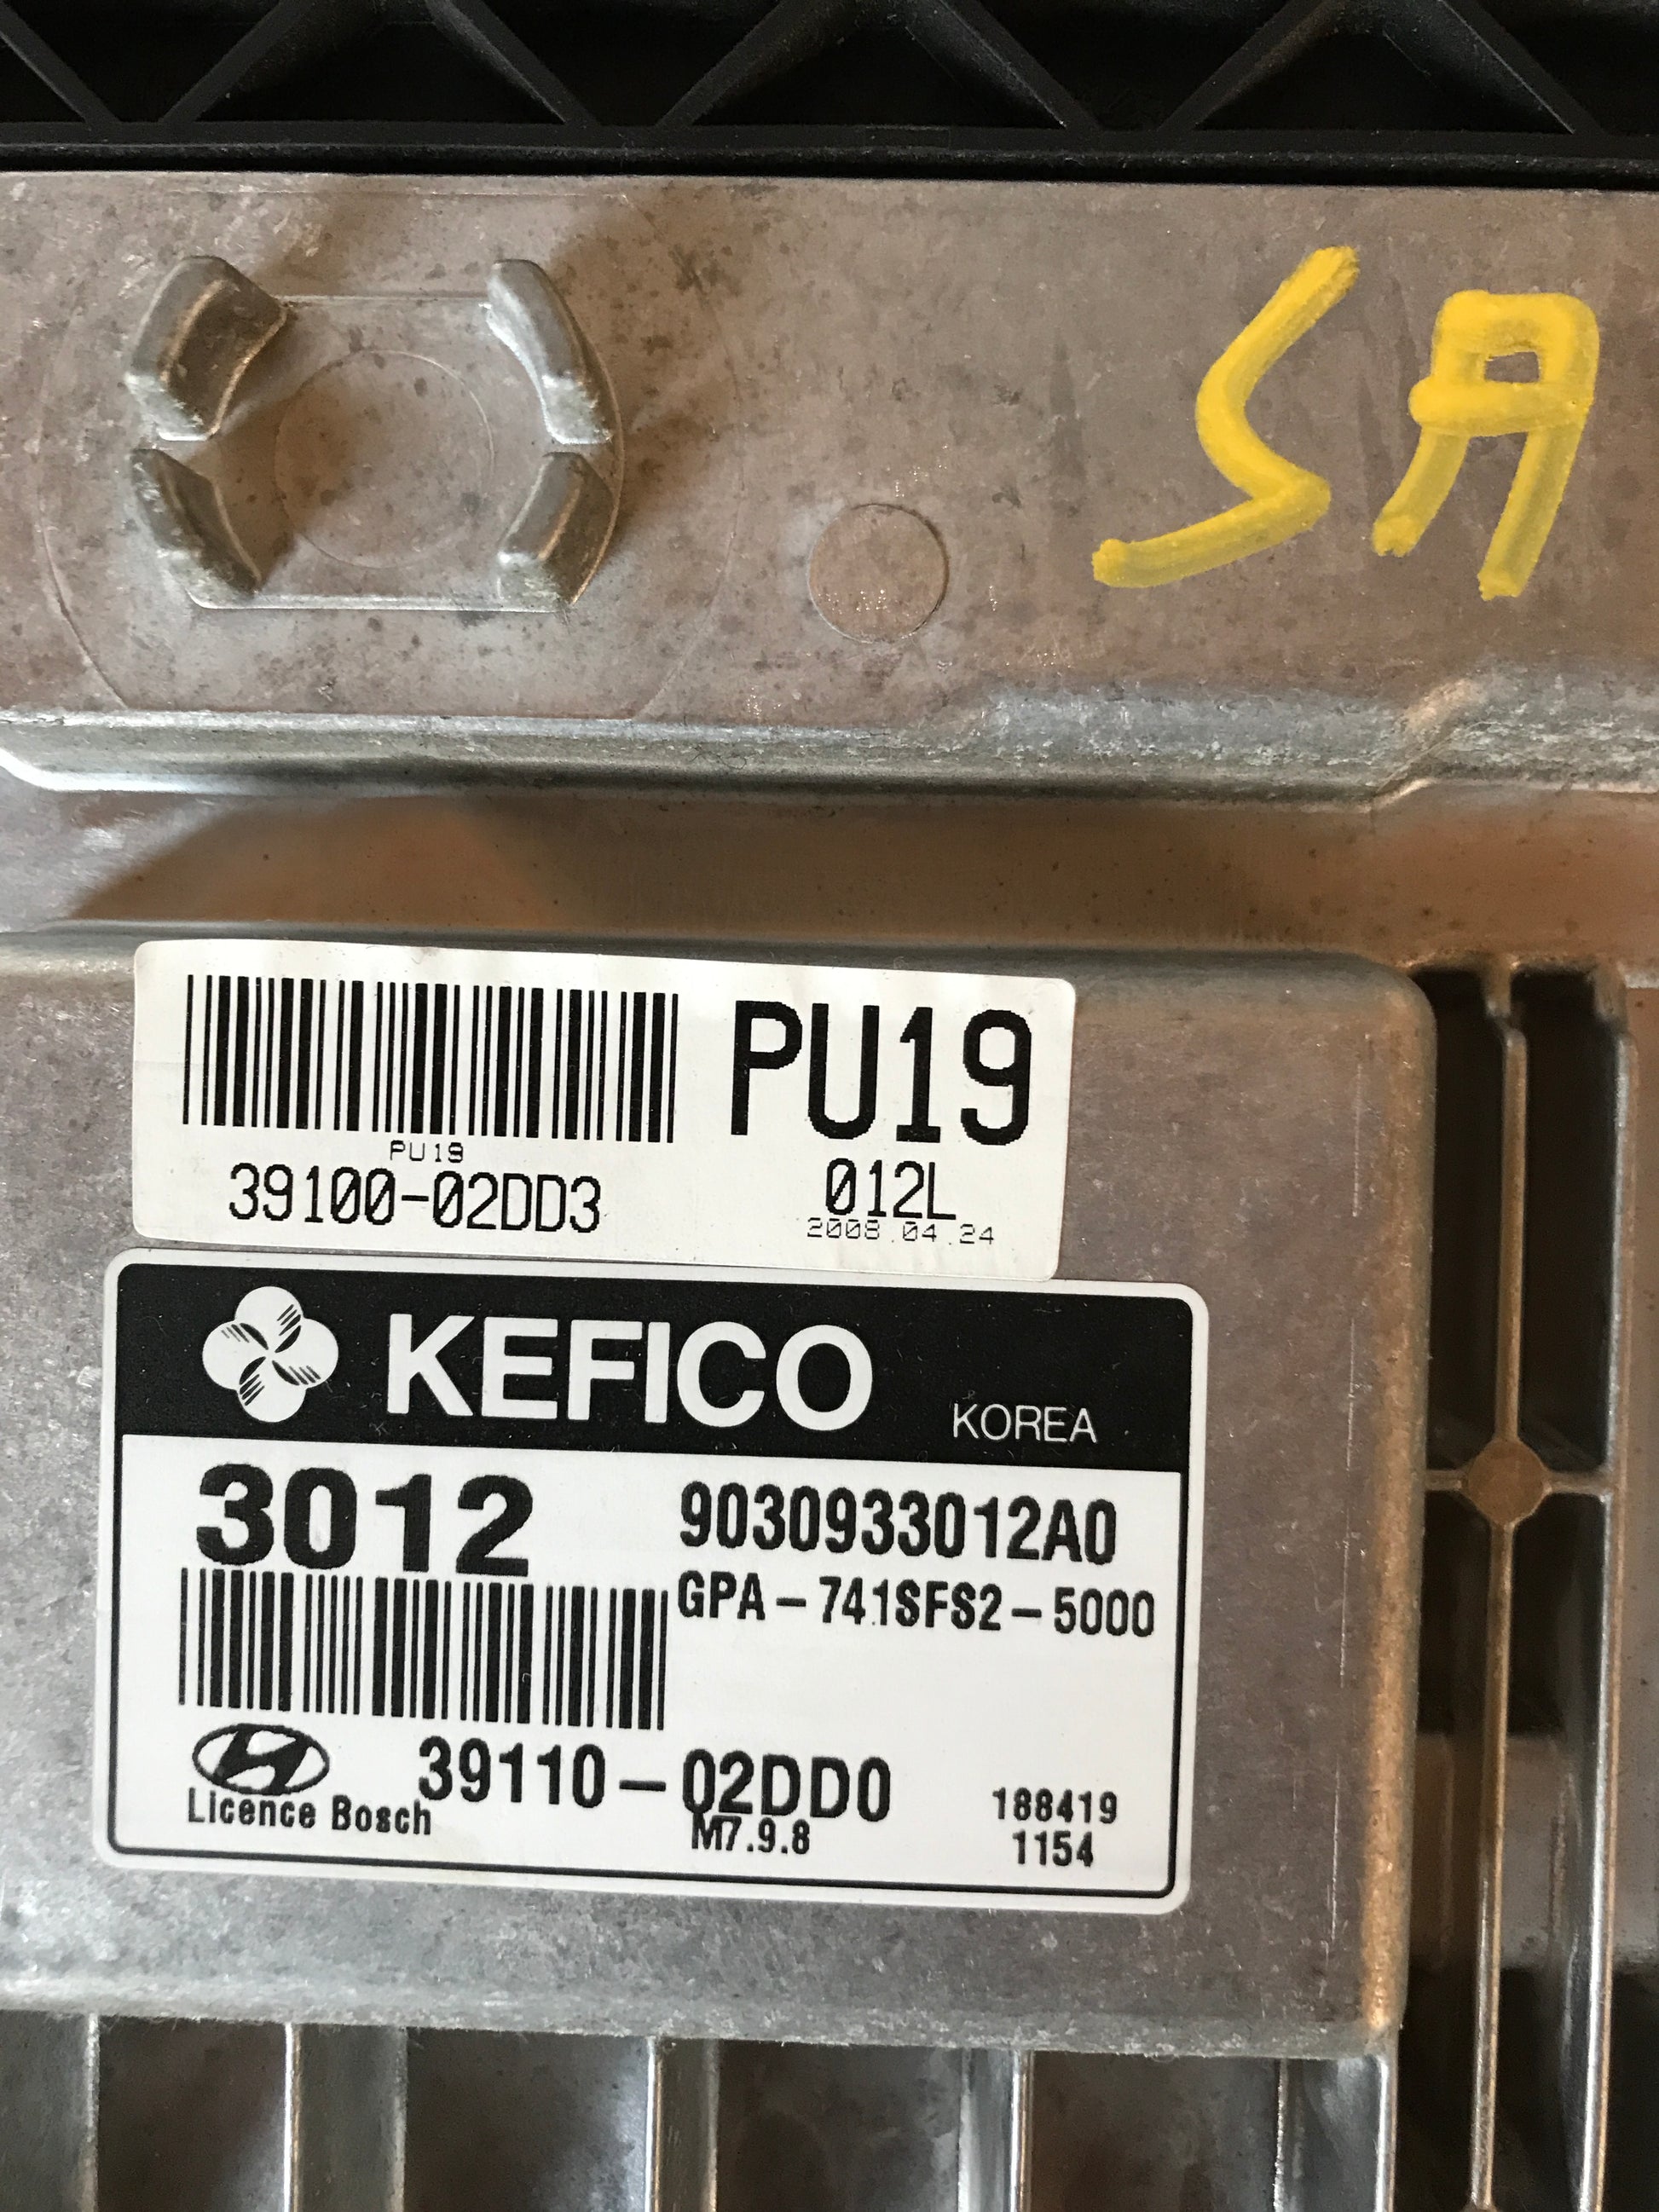 SA
PU19
PU19
39100-02DD3
012L
2008.04.24
KEFICO KOREA
3012
9030933012A0
GPA-741SFS2-5000
39110-02DD0
Licence Bosch
M7.9.8
188419
1154